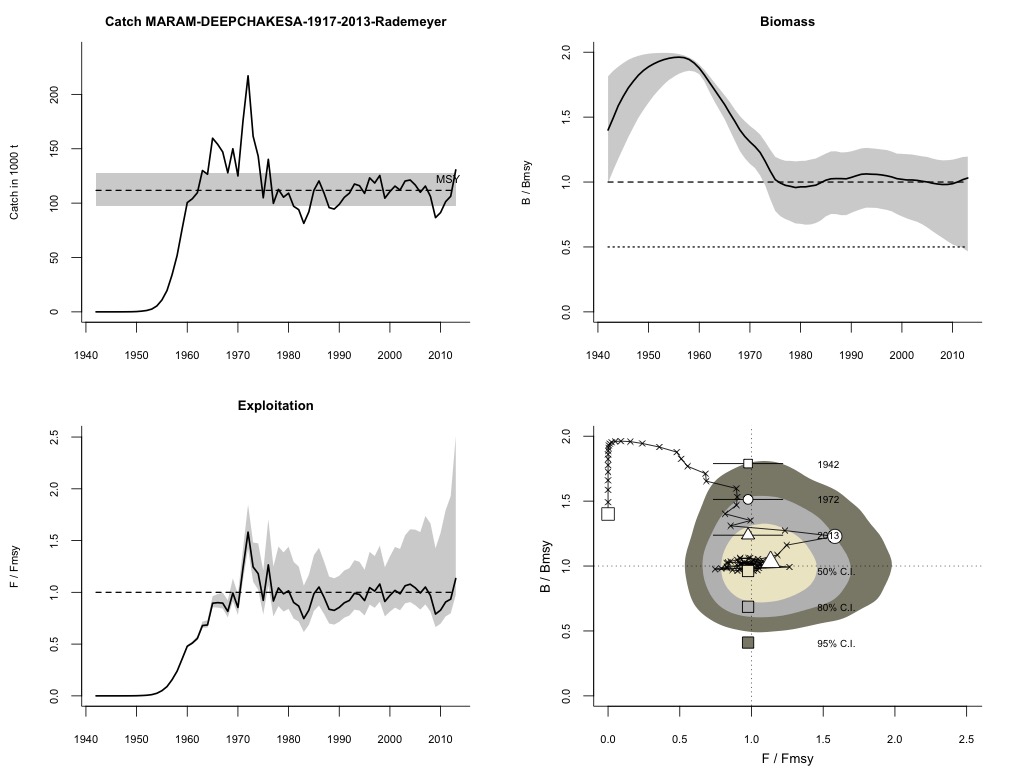 Catch MARAM-DEEPCHAKESA-1917-2013-Rademeyer
Catch in 1000 t
200
150
100
50
0
MSY
1940 1950 1960 1970 1980 1990 2000 2010
Biomass
B / Bmsy
2.0
1.5
1.0
0.5
0.0
1940 1950 1960 1970 1980 1990 2000 2010
Exploitation
F / Fmsy
2.5
2.0
1.5
1.0
0.5
0.0
1940 1950 1960 1970 1980 1990 2000 2010
B / Bmsy
2.0
1.5
1.0
0.5
0.0
1942
1972
2013
50% C.I.
80% C.I.
95% C.I.
0.0 0.5 1.0 1.5 2.0 2.5
F / Fmsy